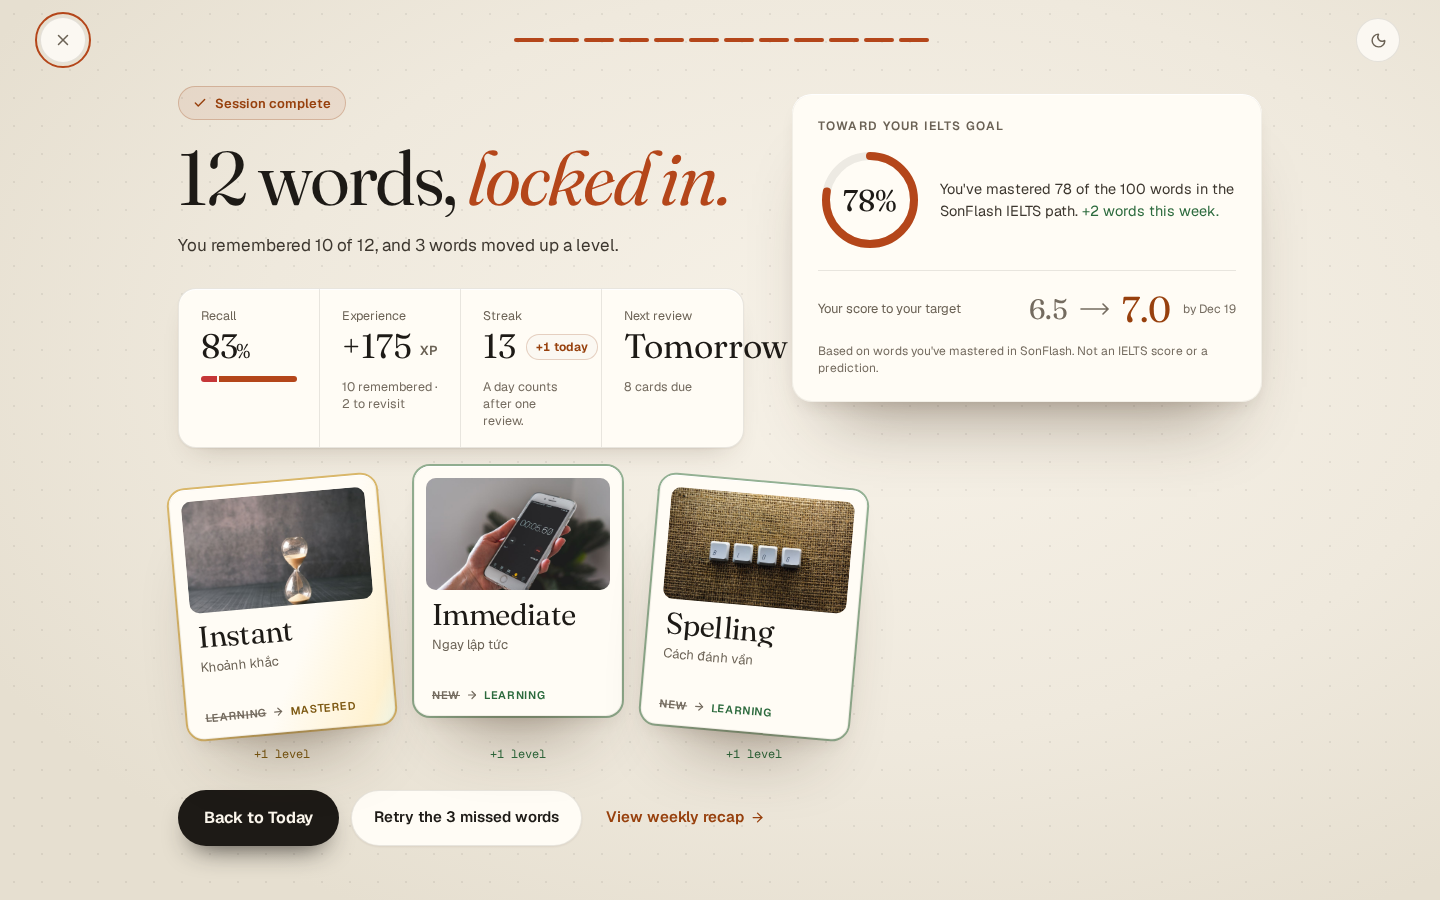 Session complete
12 words, locked in.
You remembered 10 of 12, and 3 words moved up a level.
Recall
83%
Experience
+175 XP
10 remembered ·
2 to revisit
Streak
13 +1 today
A day counts
after one
review.
Next review
Tomorrow
8 cards due
TOWARD YOUR IELTS GOAL
78%
You've mastered 78 of the 100 words in the
SonFlash IELTS path. +2 words this week.
Your score to your target
6.5 → 7.0 by Dec 19
Based on words you've mastered in SonFlash. Not an IELTS score or a
prediction.
Instant
Khoảnh khắc
LEARNING → MASTERED
+1 level
00:05.60
Immediate
Ngay lập tức
NEW → LEARNING
+1 level
Spelling
Cách đánh vần
NEW → LEARNING
+1 level
Back to Today
Retry the 3 missed words
View weekly recap →